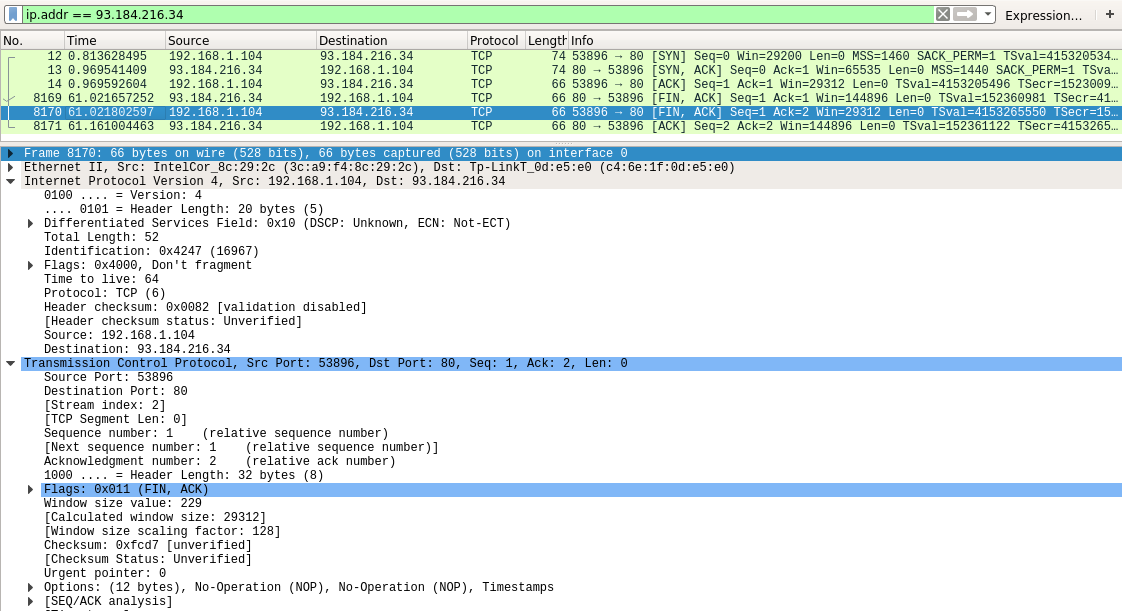 ip.addr == 93.184.216.34 Expression… +
No. Time Source Destination Protocol Length Info
12 0.813628495 192.168.1.104 93.184.216.34 TCP 74 53896 → 80 [SYN] Seq=0 Win=29200 Len=0 MSS=1460 SACK_PERM=1 TSval=415320534…
13 0.969541409 93.184.216.34 192.168.1.104 TCP 74 80 → 53896 [SYN, ACK] Seq=0 Ack=1 Win=65535 Len=0 MSS=1440 SACK_PERM=1 TSva…
14 0.969592604 192.168.1.104 93.184.216.34 TCP 66 53896 → 80 [ACK] Seq=1 Ack=1 Win=29312 Len=0 TSval=4153205496 TSecr=1523009…
8169 61.021657252 93.184.216.34 192.168.1.104 TCP 66 80 → 53896 [FIN, ACK] Seq=1 Ack=1 Win=144896 Len=0 TSval=152360981 TSecr=41…
8170 61.021802597 192.168.1.104 93.184.216.34 TCP 66 53896 → 80 [FIN, ACK] Seq=1 Ack=2 Win=29312 Len=0 TSval=4153265550 TSecr=15…
8171 61.161004463 93.184.216.34 192.168.1.104 TCP 66 80 → 53896 [ACK] Seq=2 Ack=2 Win=144896 Len=0 TSval=152361122 TSecr=4153265…
Frame 8170: 66 bytes on wire (528 bits), 66 bytes captured (528 bits) on interface 0
Ethernet II, Src: IntelCor_8c:29:2c (3c:a9:f4:8c:29:2c), Dst: Tp-LinkT_0d:e5:e0 (c4:6e:1f:0d:e5:e0)
Internet Protocol Version 4, Src: 192.168.1.104, Dst: 93.184.216.34
0100 .... = Version: 4
.... 0101 = Header Length: 20 bytes (5)
Differentiated Services Field: 0x10 (DSCP: Unknown, ECN: Not-ECT)
Total Length: 52
Identification: 0x4247 (16967)
Flags: 0x4000, Don't fragment
Time to live: 64
Protocol: TCP (6)
Header checksum: 0x0082 [validation disabled]
[Header checksum status: Unverified]
Source: 192.168.1.104
Destination: 93.184.216.34
Transmission Control Protocol, Src Port: 53896, Dst Port: 80, Seq: 1, Ack: 2, Len: 0
Source Port: 53896
Destination Port: 80
[Stream index: 2]
[TCP Segment Len: 0]
Sequence number: 1 (relative sequence number)
[Next sequence number: 1 (relative sequence number)]
Acknowledgment number: 2 (relative ack number)
1000 .... = Header Length: 32 bytes (8)
Flags: 0x011 (FIN, ACK)
Window size value: 229
[Calculated window size: 29312]
[Window size scaling factor: 128]
Checksum: 0xfcd7 [unverified]
[Checksum Status: Unverified]
Urgent pointer: 0
Options: (12 bytes), No-Operation (NOP), No-Operation (NOP), Timestamps
[SEQ/ACK analysis]